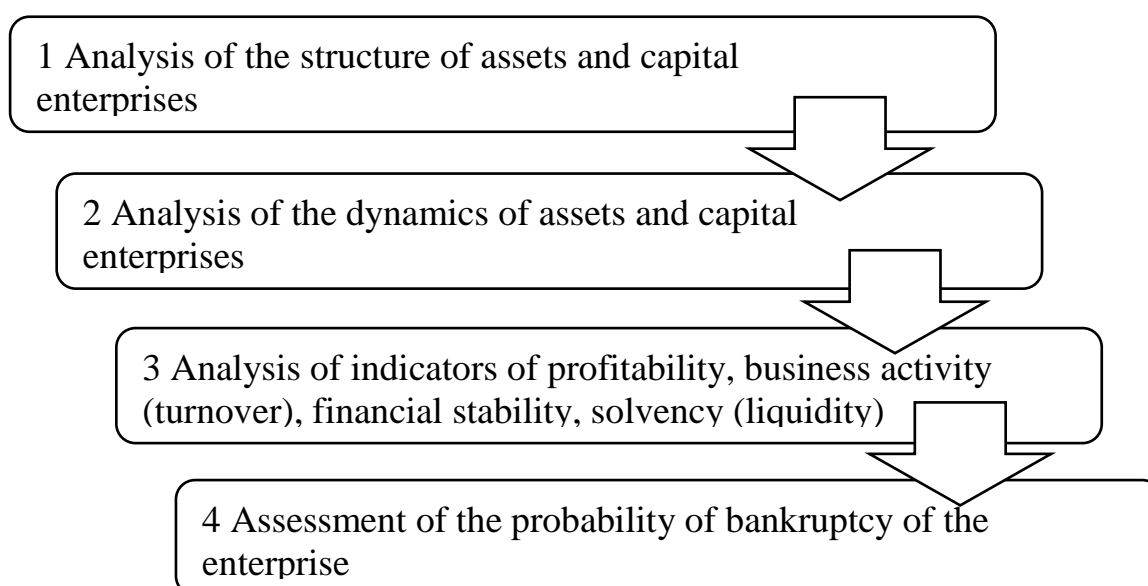 1 Analysis of the structure of assets and capital
enterprises
2 Analysis of the dynamics of assets and capital
enterprises
3 Analysis of indicators of profitability, business activity
(turnover), financial stability, solvency (liquidity)
4 Assessment of the probability of bankruptcy of the
enterprise